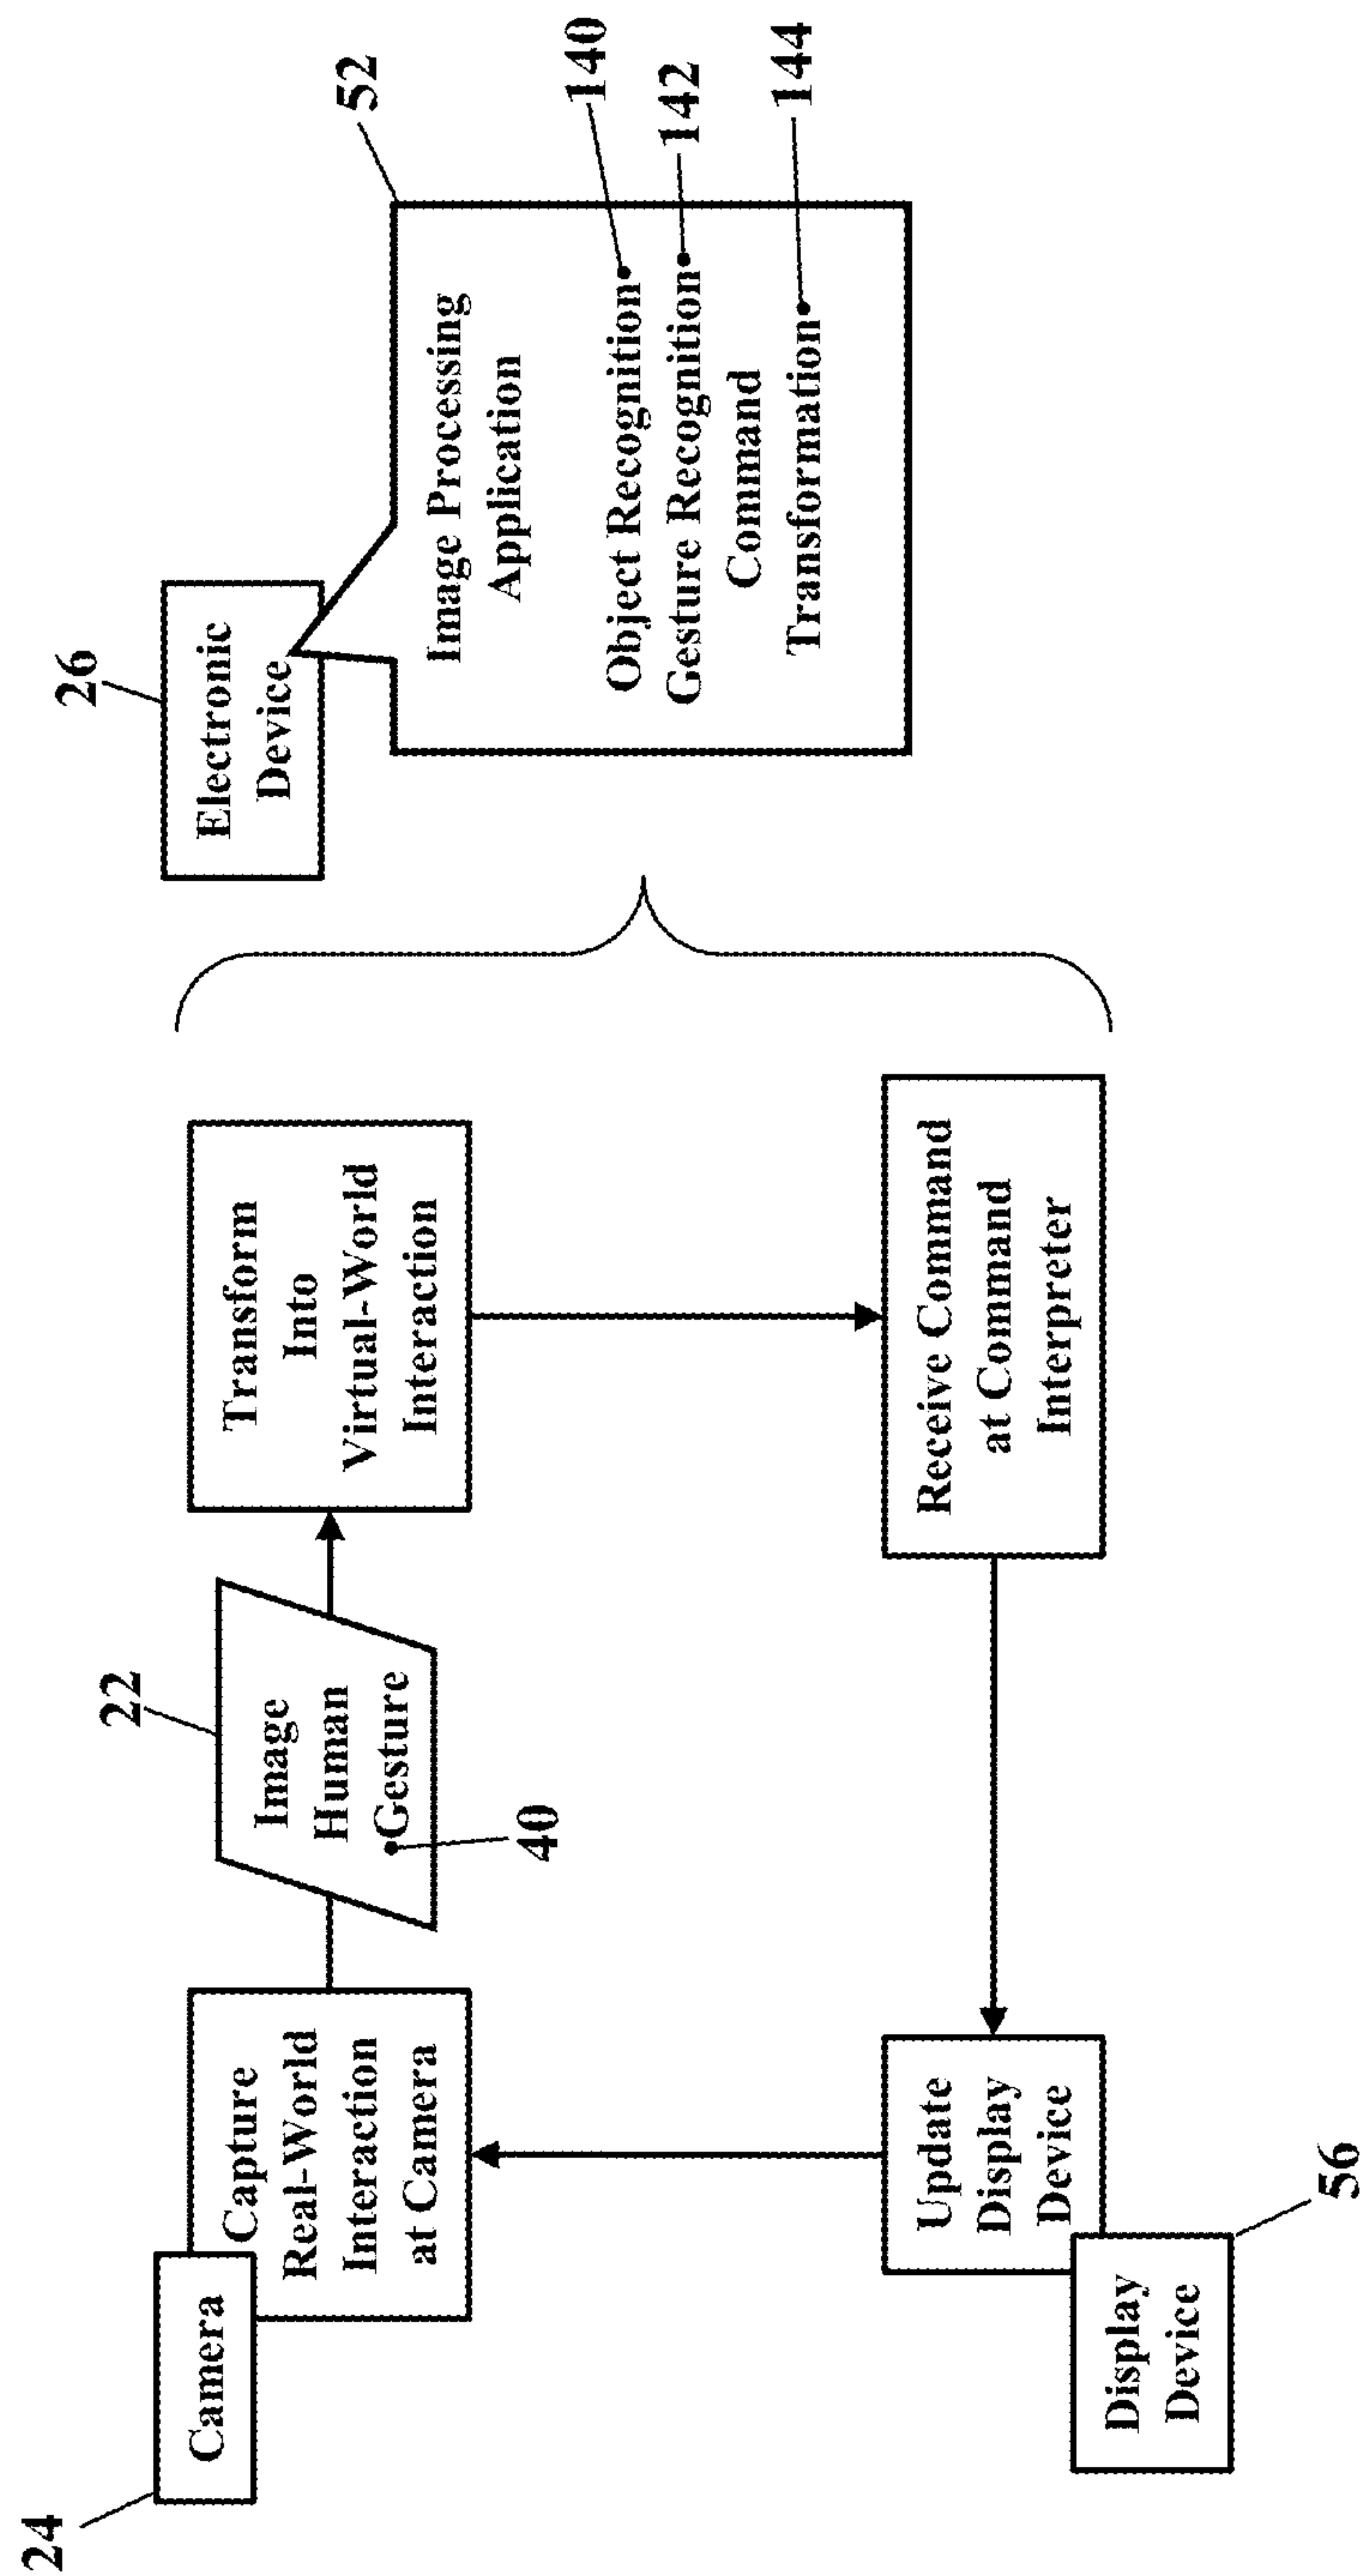 24
Camera
Capture
Real-World
Interaction
at Camera
22
Image
Human
Gesture
40
Transform
Into
Virtual-World
Interaction
Receive Command
at Command
Interpreter
Update
Display
Device
Display
Device
56
26
Electronic
Device
52
Image Processing
Application
Object Recognition
140
Gesture Recognition
142
Command
Transformation
144